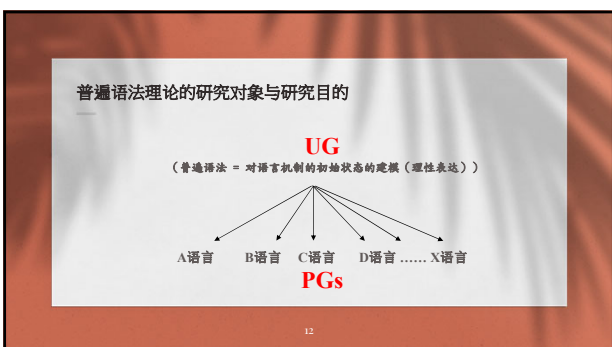 普遍语法理论的研究对象与研究目的
UG
（普遍语法 = 对语言机制的初始状态的建模（理性表达））
A语言 B语言 C语言 D语言 …… X语言
PGs
12